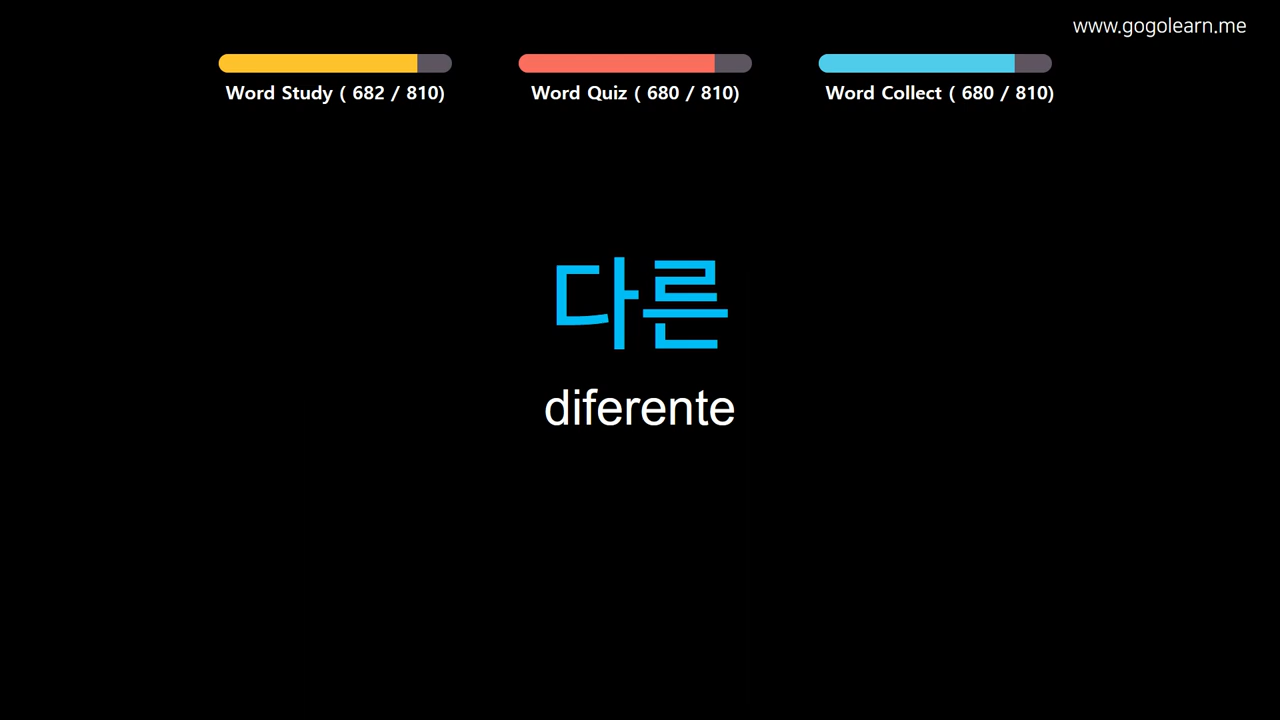 www.gogolearn.me
Word Study ( 682 / 810)
Word Quiz ( 680 / 810)
Word Collect ( 680 / 810)
다른
diferente